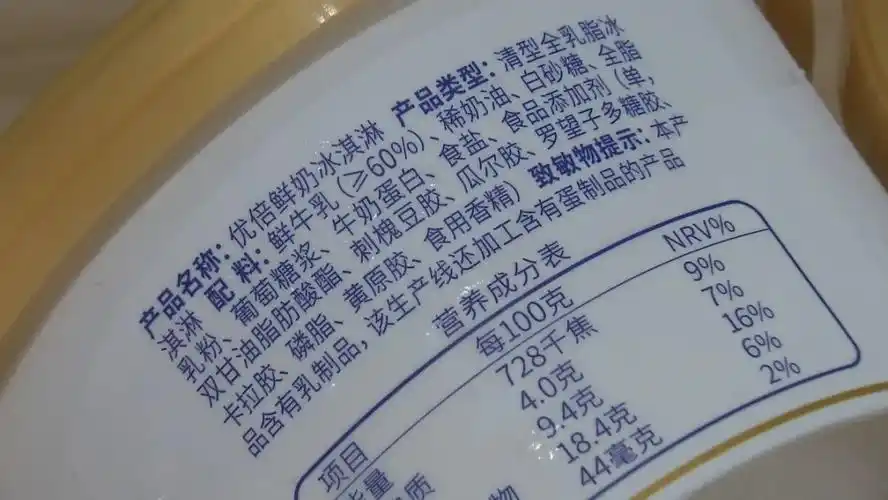 产品名称：优倍鲜奶冰淇淋 产品类型：清型全乳脂冰
淇淋 配料：鲜牛乳(≥60%)、稀奶油、白砂糖、全脂
乳粉、葡萄糖浆、牛奶蛋白、食盐、食品添加剂（单，
双甘油脂肪酸酯、刺槐豆胶、瓜尔胶、罗望子多糖胶、
卡拉胶、磷脂、黄原胶、食用香精）致敏物提示：本产
品含有乳制品，该生产线还加工含有蛋制品的产品
营养成分表
项目 每100克 NRV%
能量 728千焦 9%
质 4.0克 7%
9.4克 16%
物 18.4克 6%
44毫克 2%